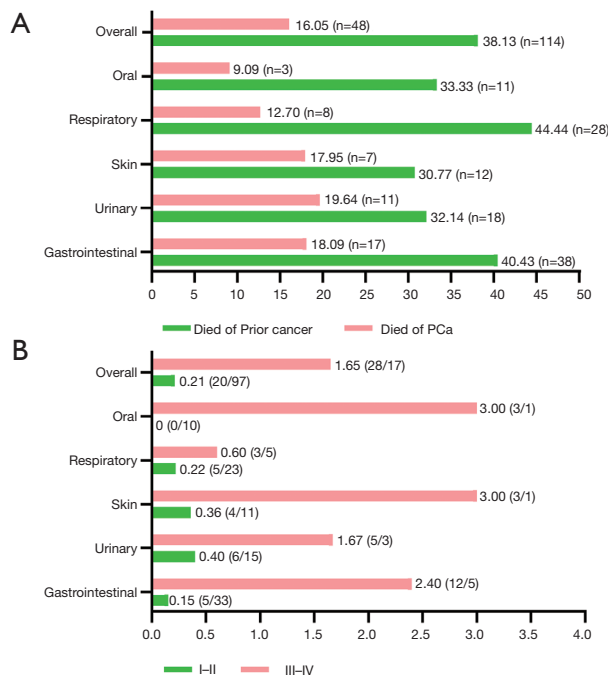 A
Overall
16.05 (n=48)
38.13 (n=114)
Oral
9.09 (n=3)
33.33 (n=11)
Respiratory
12.70 (n=8)
44.44 (n=28)
Skin
17.95 (n=7)
30.77 (n=12)
Urinary
19.64 (n=11)
32.14 (n=18)
Gastrointestinal
18.09 (n=17)
40.43 (n=38)
0 5 10 15 20 25 30 35 40 45 50
Died of Prior cancer Died of PCa
B
Overall
1.65 (28/17)
0.21 (20/97)
Oral
3.00 (3/1)
0 (0/10)
Respiratory
0.60 (3/5)
0.22 (5/23)
Skin
3.00 (3/1)
0.36 (4/11)
Urinary
1.67 (5/3)
0.40 (6/15)
Gastrointestinal
2.40 (12/5)
0.15 (5/33)
0.0 0.5 1.0 1.5 2.0 2.5 3.0 3.5 4.0
I–II III–IV